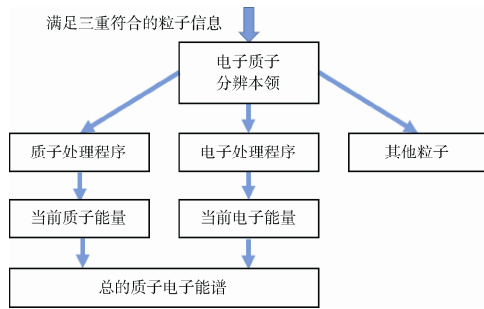 满足三重符合的粒子信息
电子质子
分辨本领
质子处理程序
电子处理程序
其他粒子
当前质子能量
当前电子能量
总的质子电子能谱